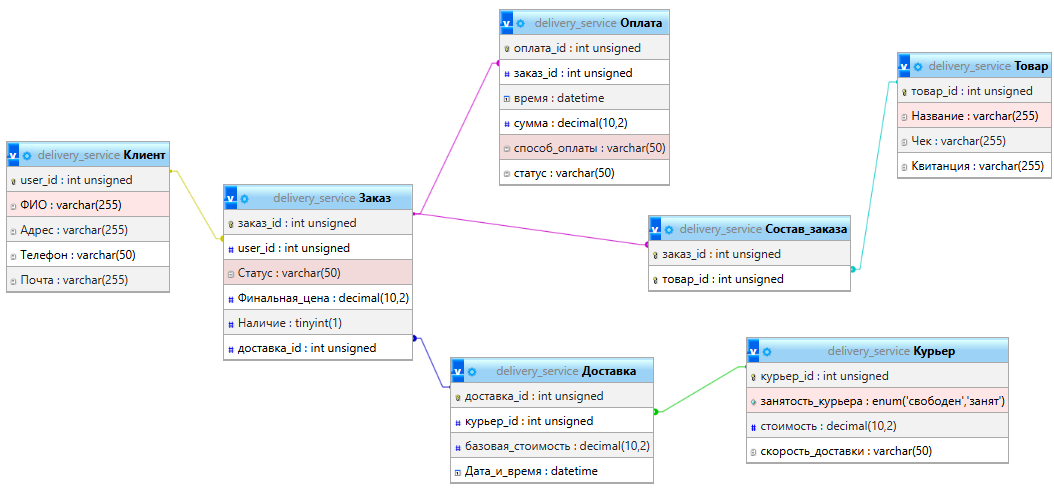 delivery_service Оплата
оплата_id : int unsigned
заказ_id : int unsigned
время : datetime
сумма : decimal(10,2)
способ_оплаты : varchar(50)
статус : varchar(50)
delivery_service Товар
товар_id : int unsigned
Название : varchar(255)
Чек : varchar(255)
Квитанция : varchar(255)
delivery_service Клиент
user_id : int unsigned
ФИО : varchar(255)
Адрес : varchar(255)
Телефон : varchar(50)
Почта : varchar(255)
delivery_service Заказ
заказ_id : int unsigned
user_id : int unsigned
Статус : varchar(50)
Финальная_цена : decimal(10,2)
Наличие : tinyint(1)
доставка_id : int unsigned
delivery_service Состав_заказа
заказ_id : int unsigned
товар_id : int unsigned
delivery_service Доставка
доставка_id : int unsigned
курьер_id : int unsigned
базовая_стоимость : decimal(10,2)
Дата_и_время : datetime
delivery_service Курьер
курьер_id : int unsigned
занятость_курьера : enum('свободен','занят')
стоимость : decimal(10,2)
скорость_доставки : varchar(50)